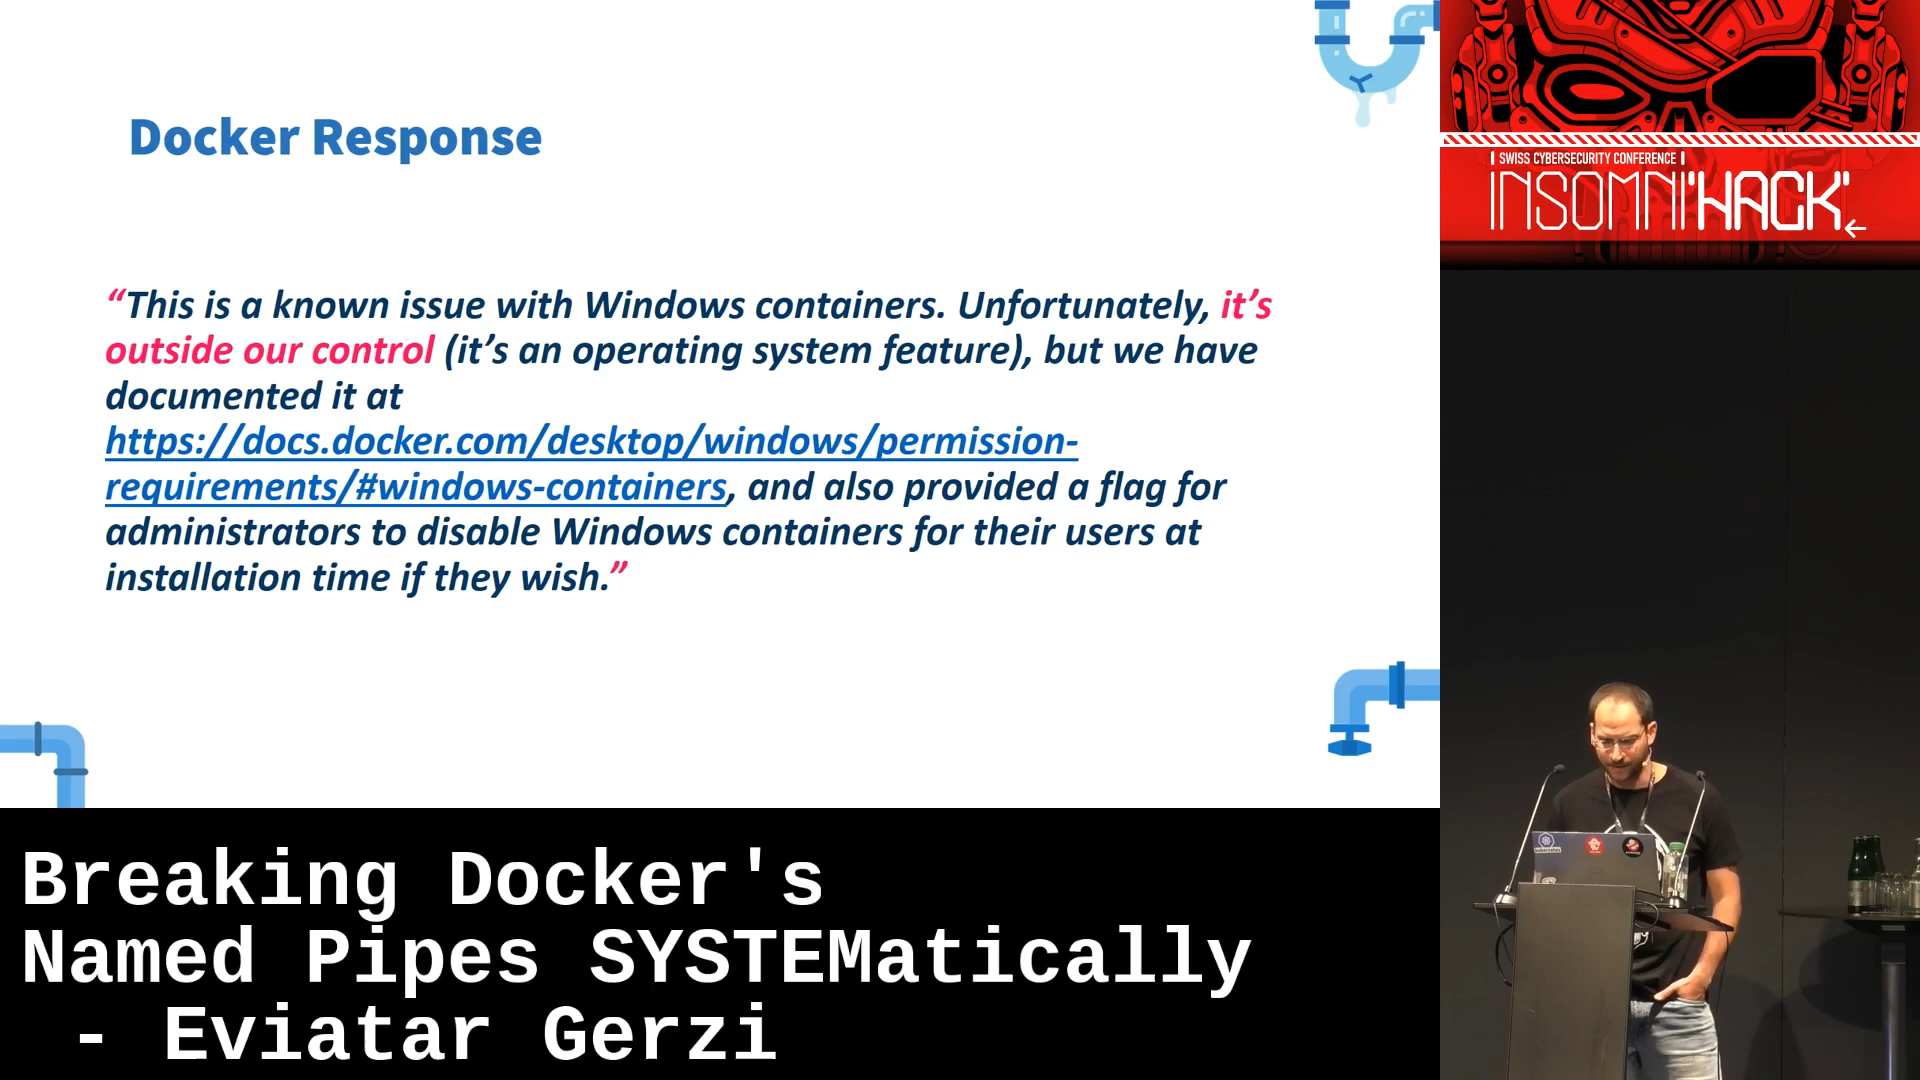 Docker Response
“This is a known issue with Windows containers. Unfortunately, it’s
outside our control (it’s an operating system feature), but we have
documented it at
https://docs.docker.com/desktop/windows/permission-
requirements/#windows-containers, and also provided a flag for
administrators to disable Windows containers for their users at
installation time if they wish.”
SWISS CYBERSECURITY CONFERENCE
INSOMNI'HACK
Breaking Docker's
Named Pipes SYSTEMatically
- Eviatar Gerzi